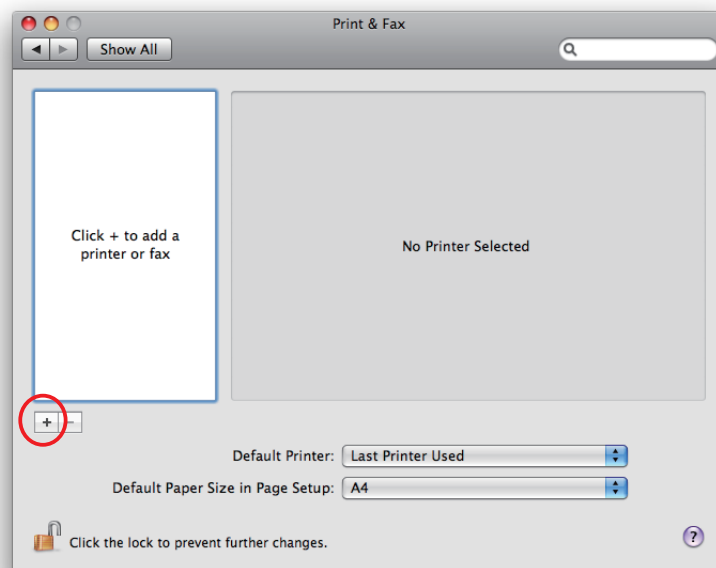 Print & Fax
Show All
Click + to add a
printer or fax
No Printer Selected
+ −
Default Printer: Last Printer Used
Default Paper Size in Page Setup: A4
Click the lock to prevent further changes.
?